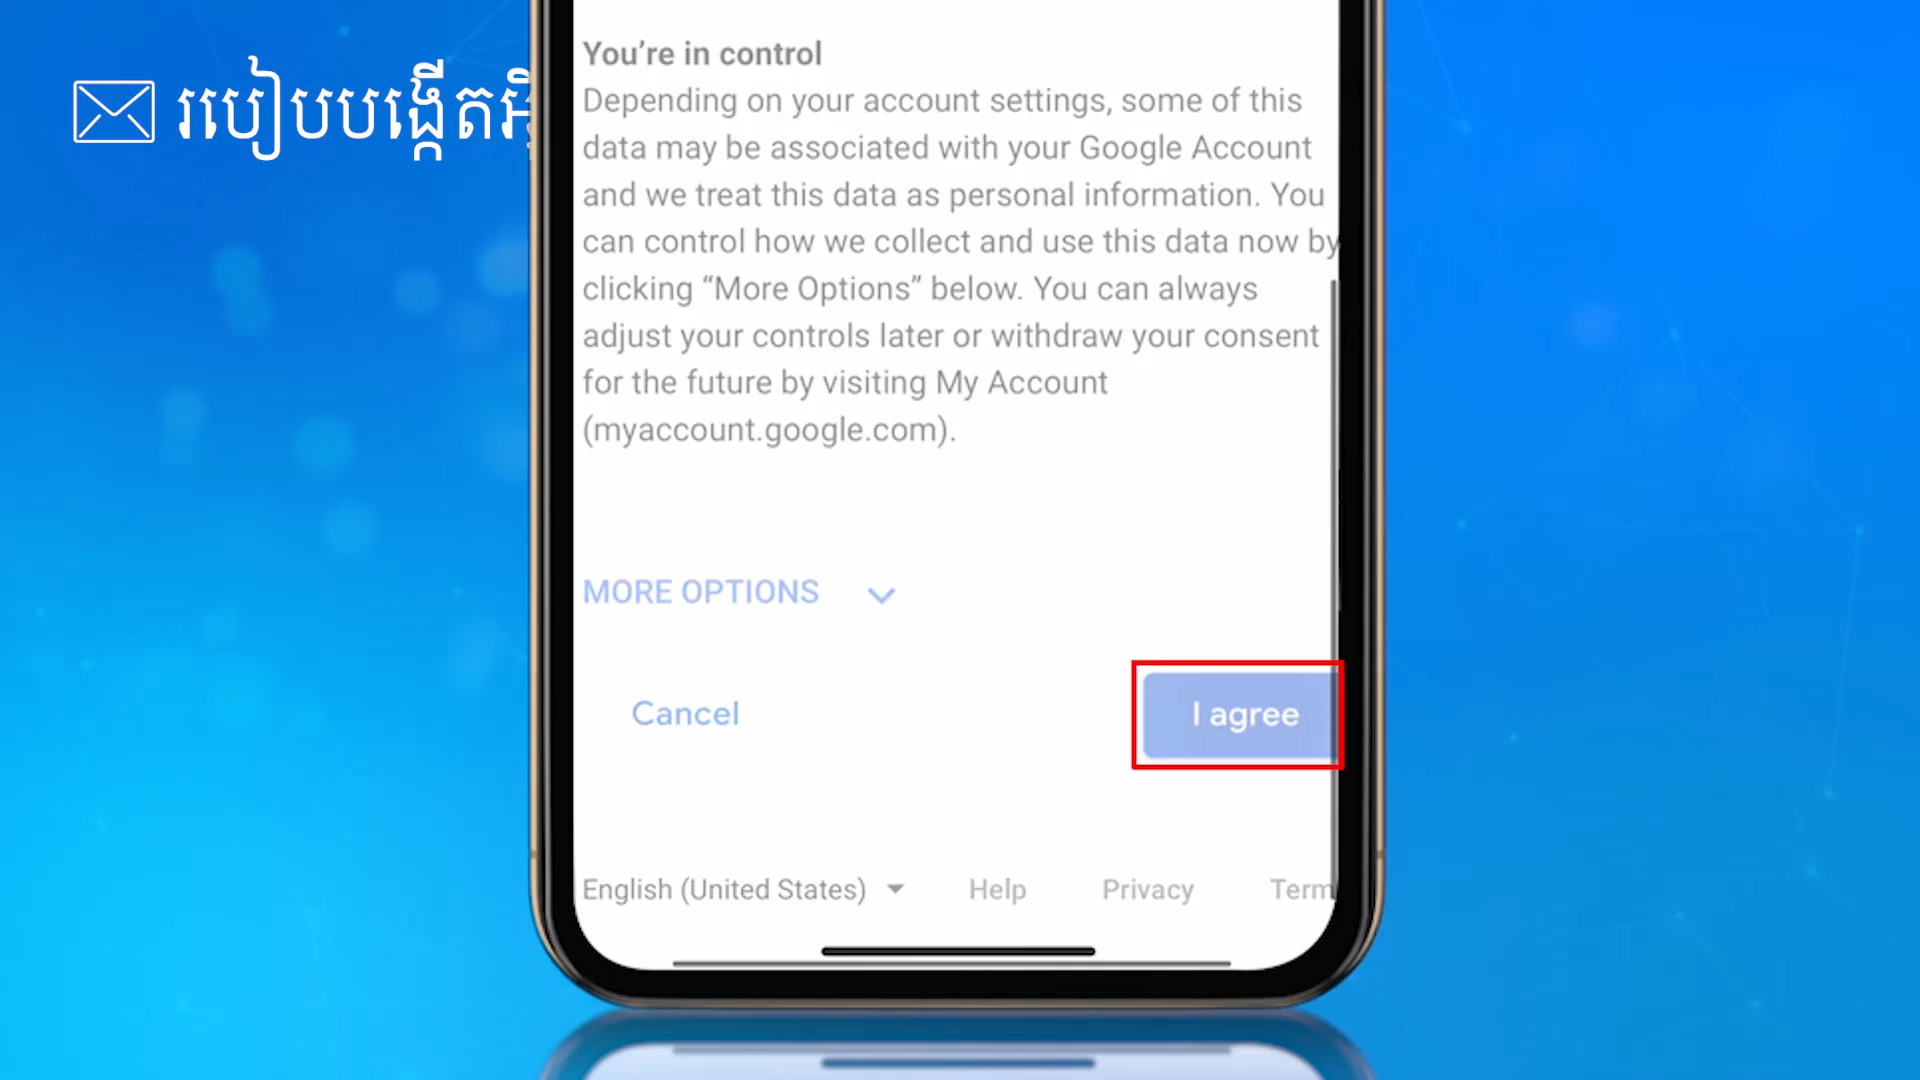 របៀបបង្កើតអ៊ី
You're in control
Depending on your account settings, some of this
data may be associated with your Google Account
and we treat this data as personal information. You
can control how we collect and use this data now by
clicking “More Options” below. You can always
adjust your controls later or withdraw your consent
for the future by visiting My Account
(myaccount.google.com).
MORE OPTIONS
Cancel
I agree
English (United States)
Help
Privacy
Term